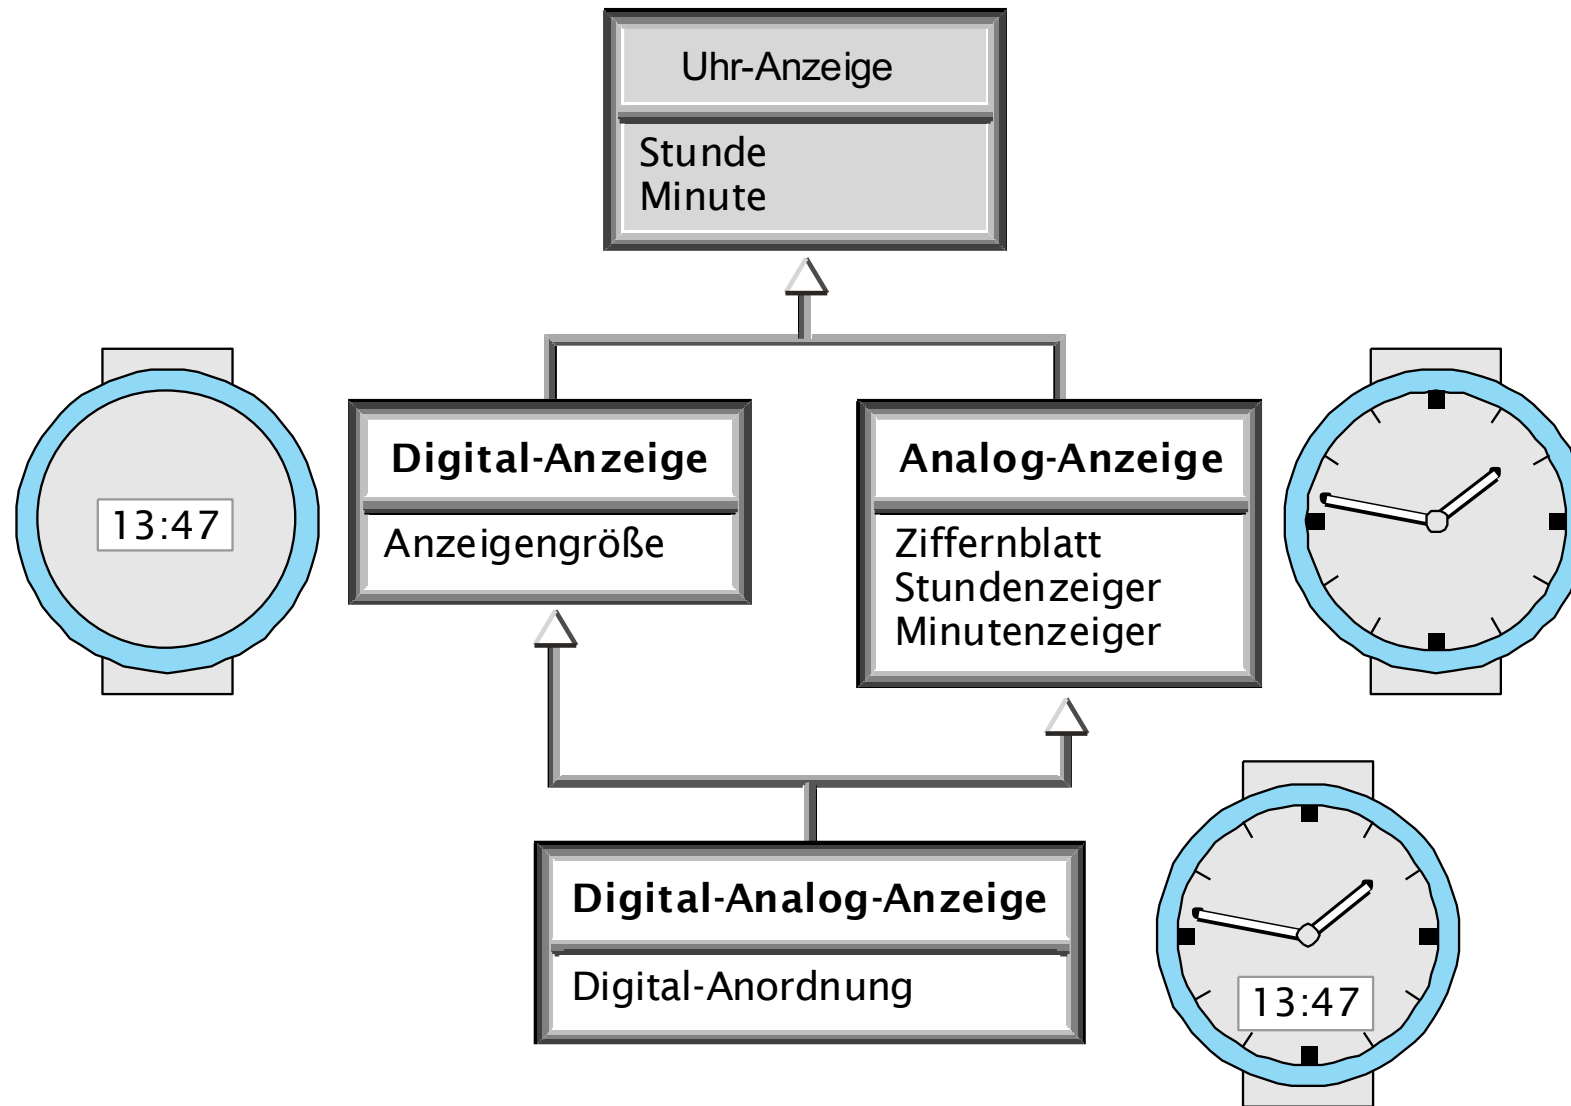 Uhr-Anzeige
Stunde
Minute
Digital-Anzeige
Anzeigengröße
Analog-Anzeige
Ziffernblatt
Stundenzeiger
Minutenzeiger
13:47
Digital-Analog-Anzeige
Digital-Anordnung
13:47